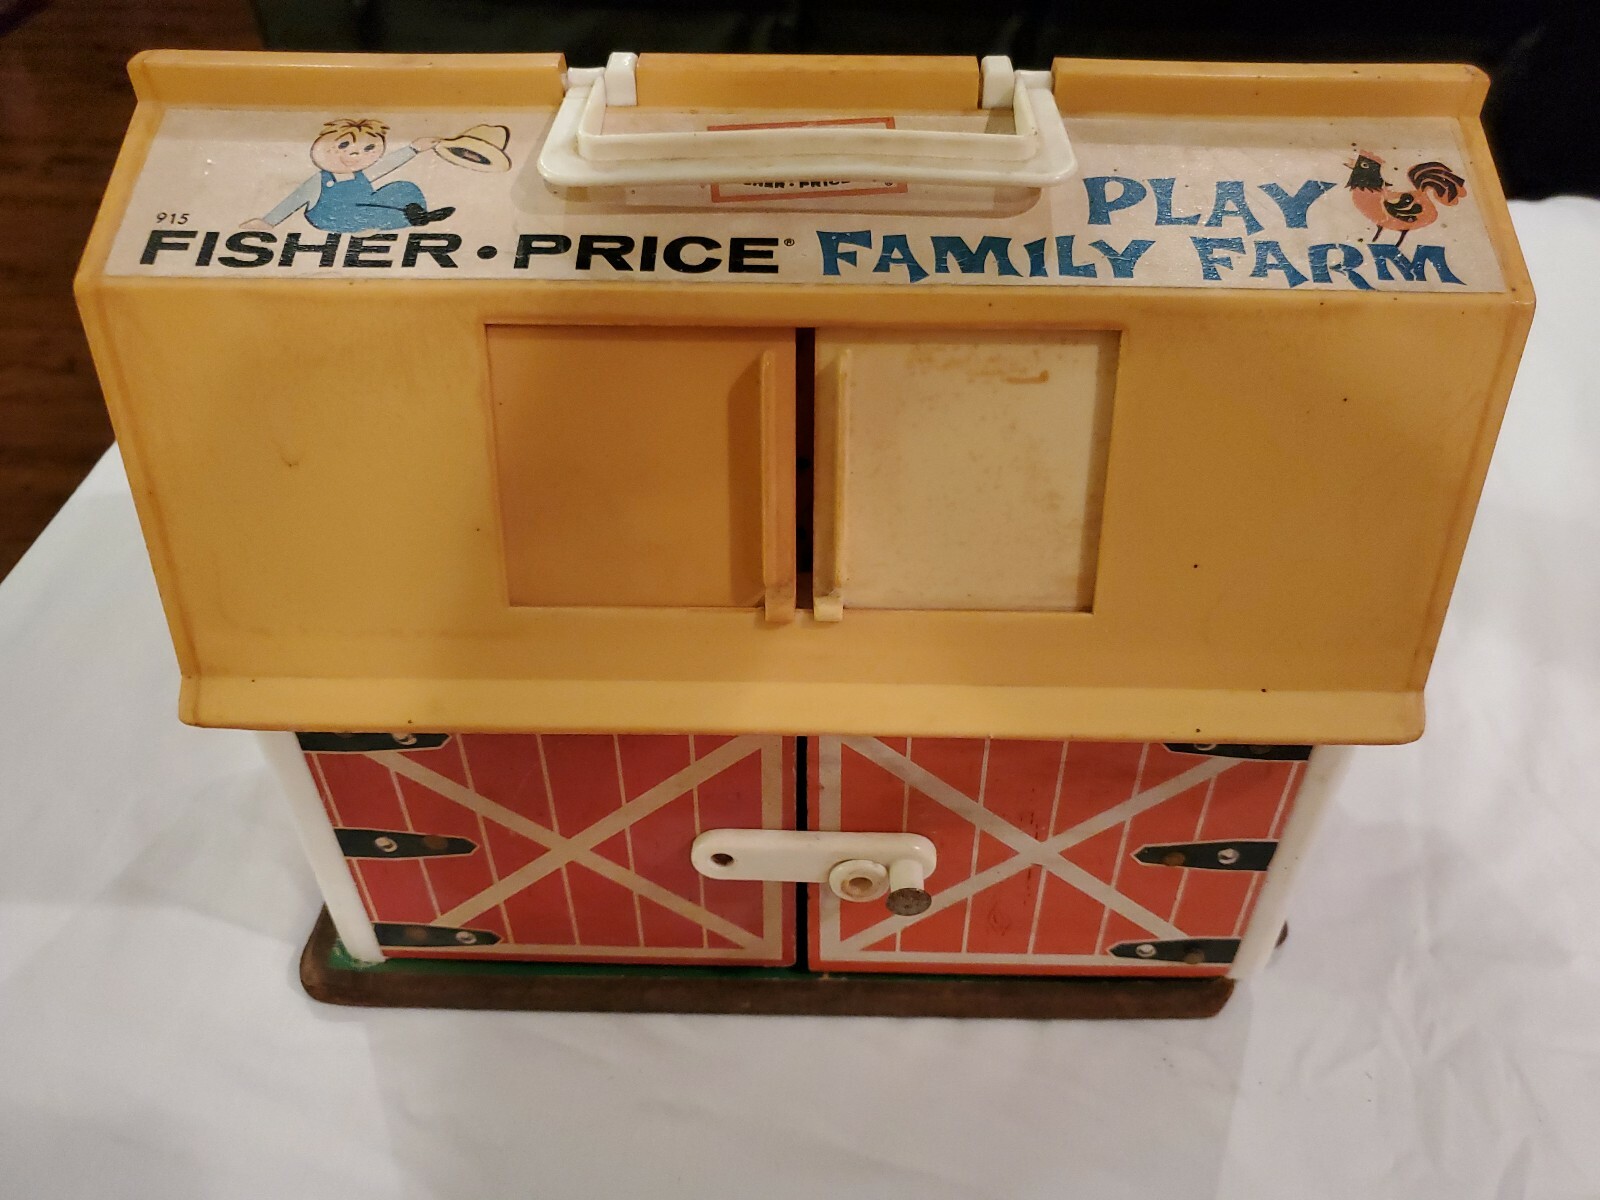 PLAY
915
FISHER • PRICE® FAMILY FARM